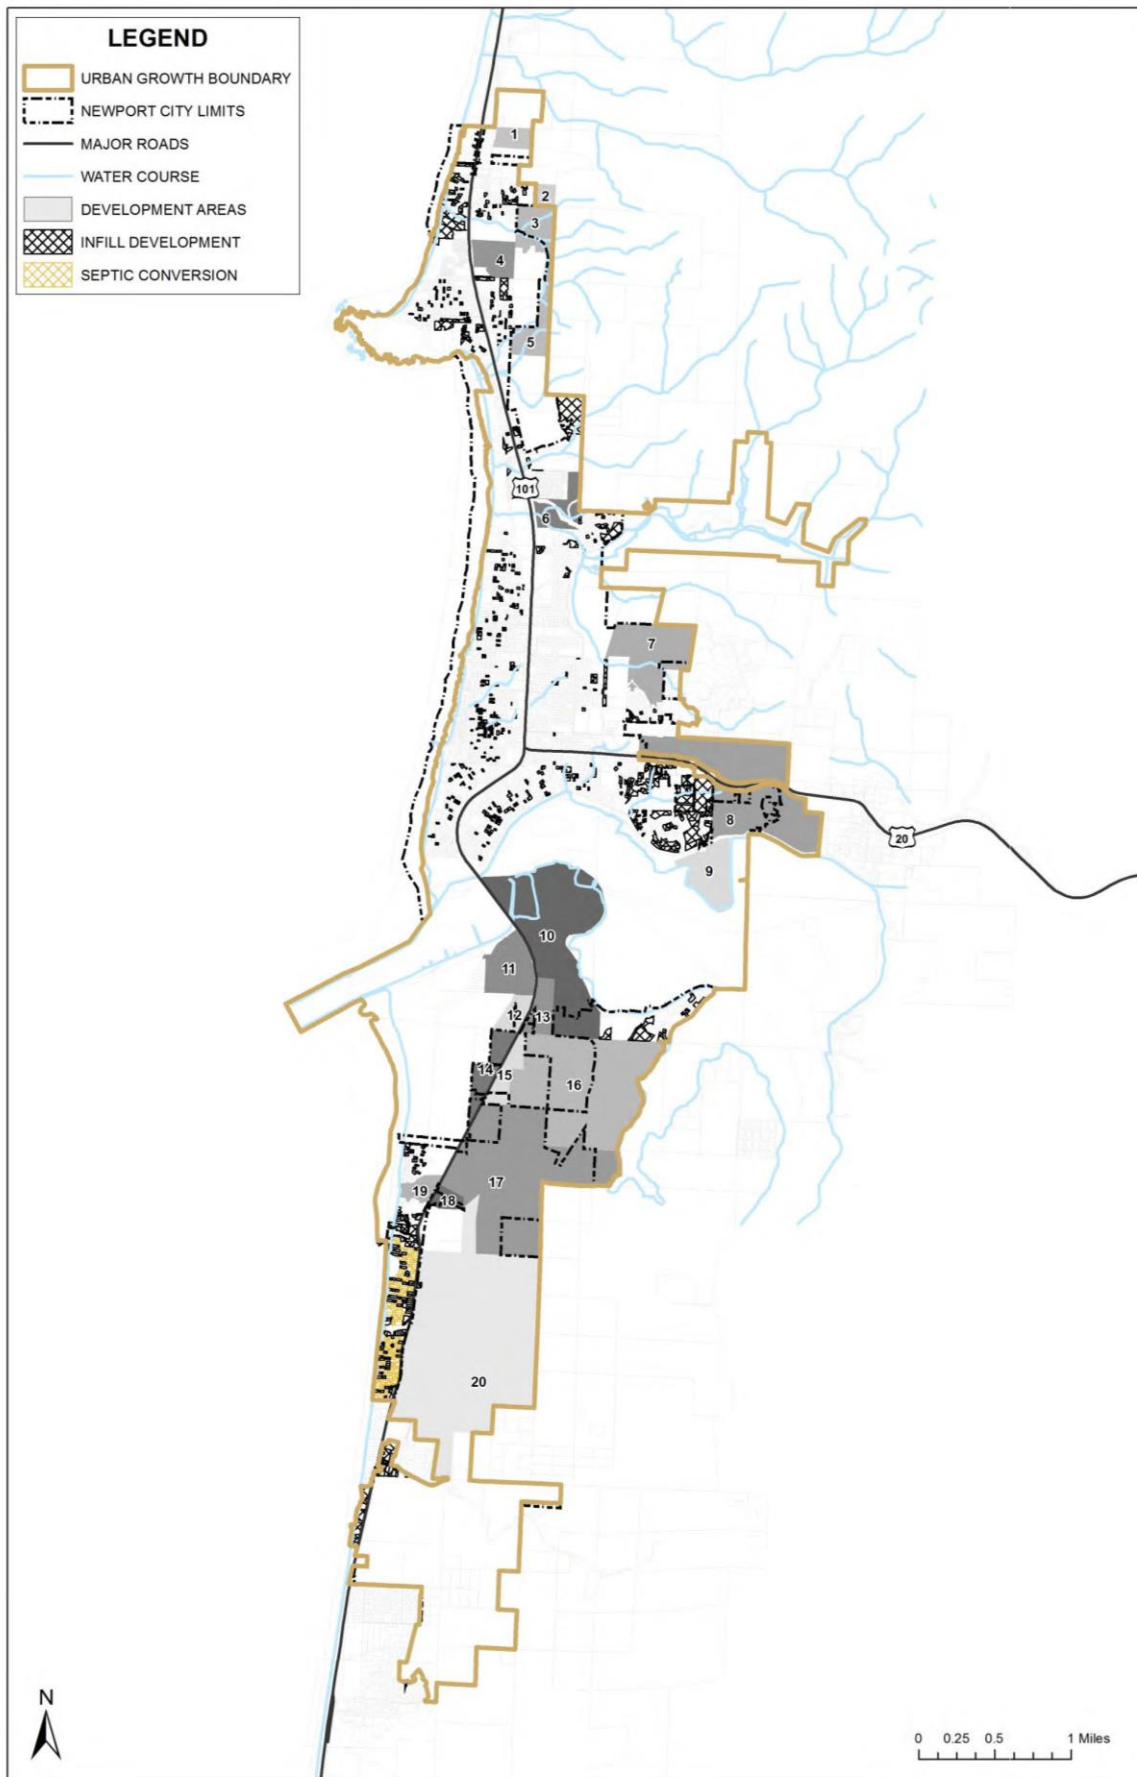 LEGEND
URBAN GROWTH BOUNDARY
NEWPORT CITY LIMITS
MAJOR ROADS
WATER COURSE
DEVELOPMENT AREAS
INFILL DEVELOPMENT
SEPTIC CONVERSION
1
2
3
4
5
101
6
7
8
20
9
10
11
12
13
14
15
16
17
18
19
20
N
0 0.25 0.5 1 Miles